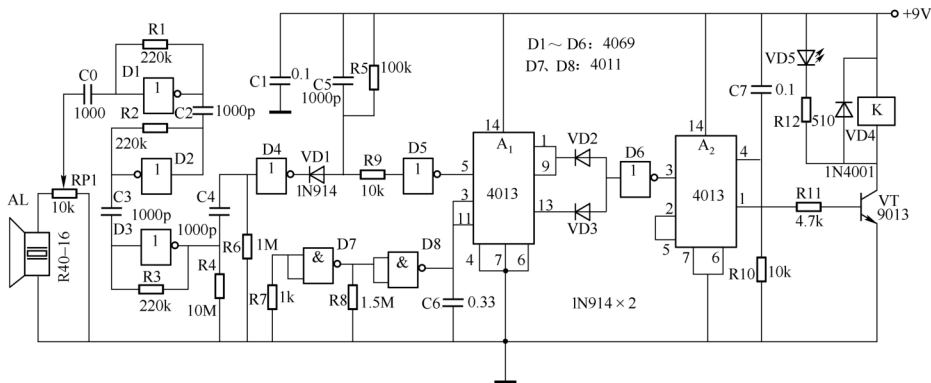 +9V
R1
220k
D1
1
C0
1000
R2
220k
C2
1000p
D2
1
C3
1000p
D3
1
C4
1000p
R3
220k
R4
10M
AL
RP1
10k
R40-16
C1
0.1
C5
1000p
R5
100k
D1～D6：4069
D7、D8：4011
D4
1
VD1
1N914
R9
10k
D5
1
R6
1M
R7
1k
D7
&
R8
1.5M
D8
&
C6
0.33
14
A1
4013
5
3
11
4
7
6
1
9
13
VD2
VD3
D6
1
1N914×2
14
A2
4013
3
2
5
7
6
4
1
C7
0.1
R10
10k
VD5
R12
510
VD4
1N4001
K
R11
4.7k
VT
9013